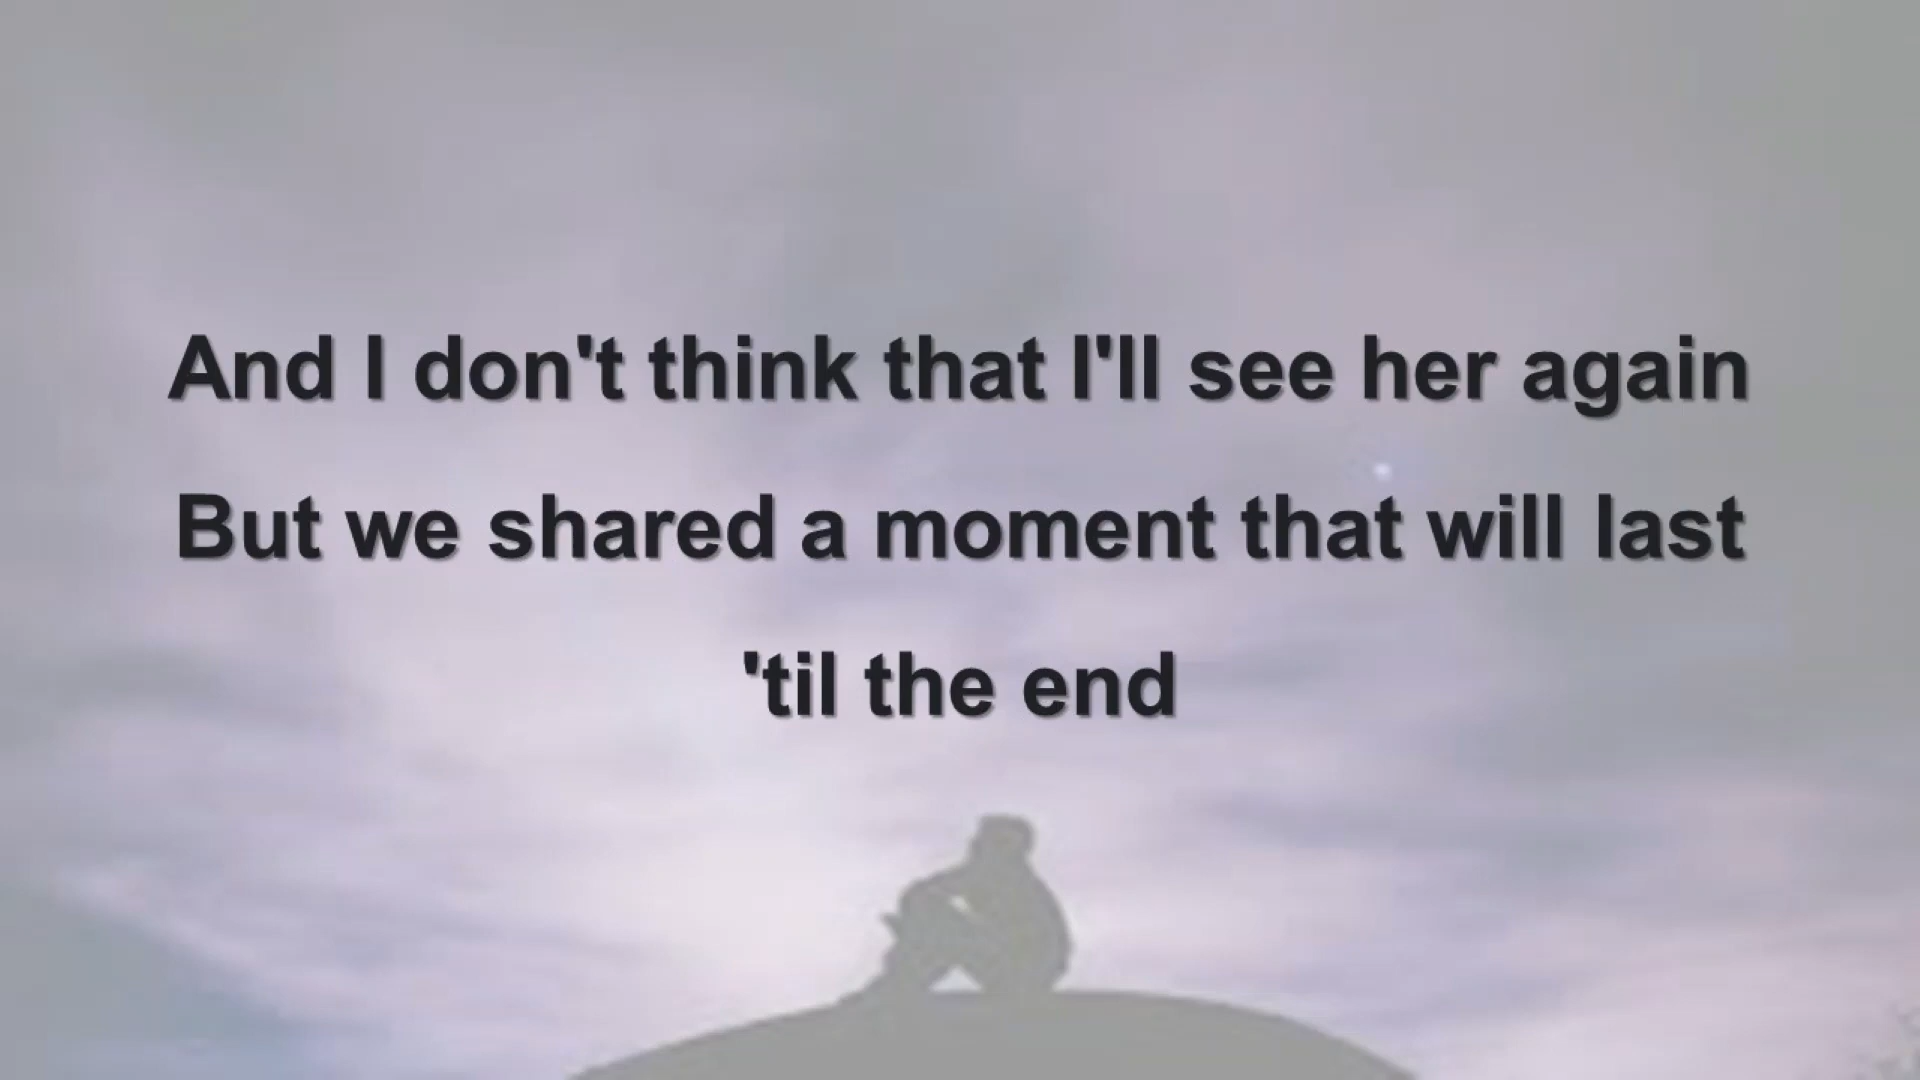 And I don't think that I'll see her again
But we shared a moment that will last
'til the end